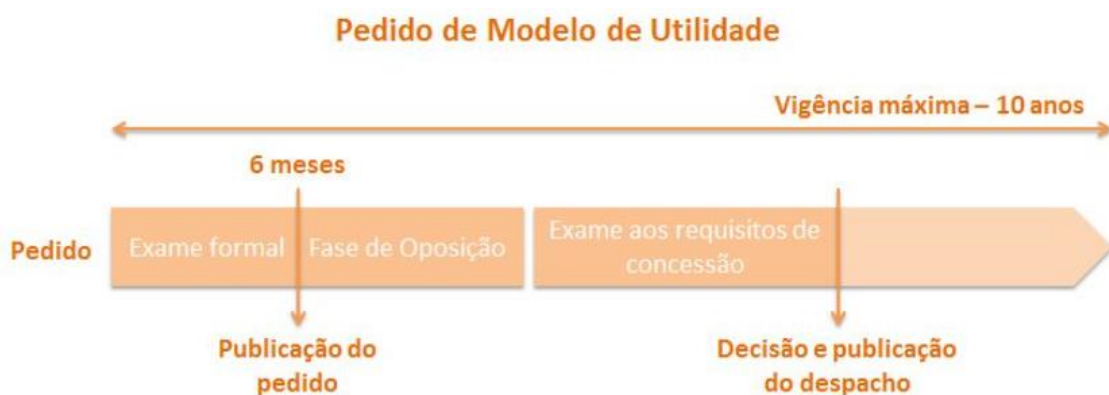 Pedido de Modelo de Utilidade
Vigência máxima – 10 anos
6 meses
Pedido
Exame formal
Fase de Oposição
Exame aos requisitos de
concessão
Publicação do
pedido
Decisão e publicação
do despacho